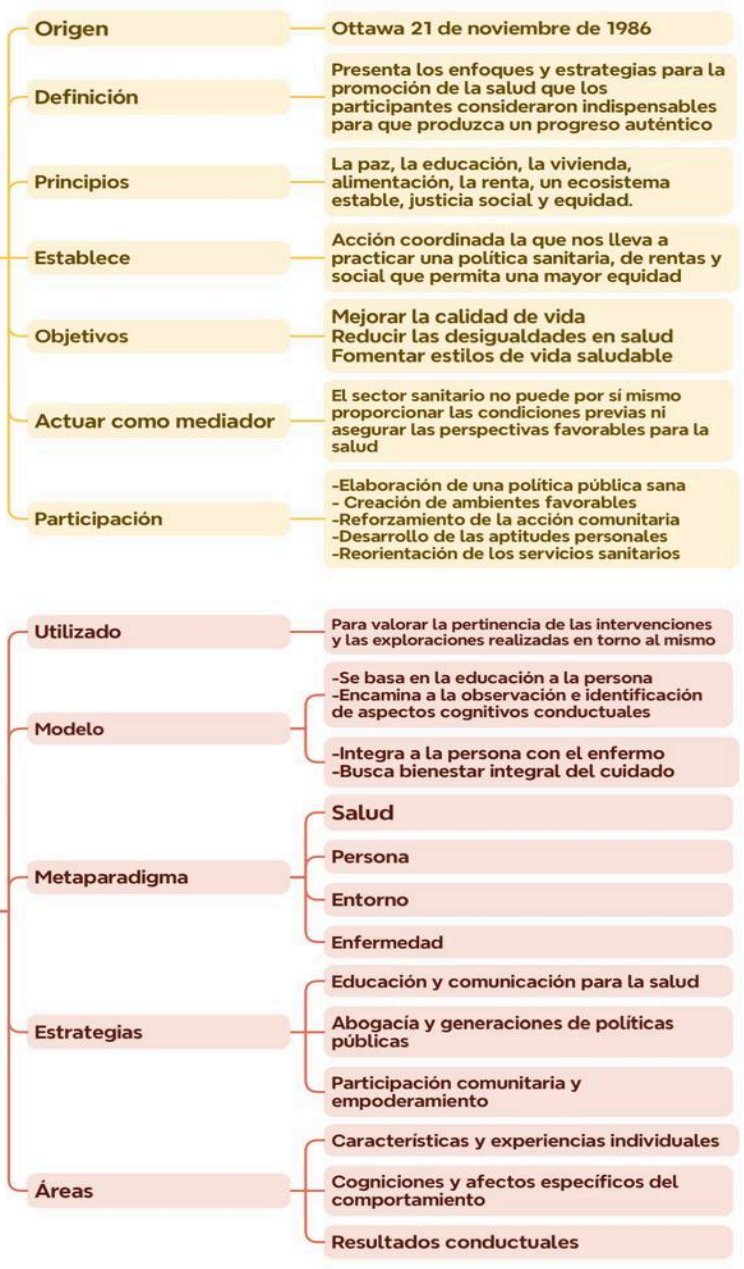 Origen
Ottawa 21 de noviembre de 1986
Definición
Presenta los enfoques y estrategias para la
promoción de la salud que los
participantes consideraron indispensables
para que produzca un progreso auténtico
Principios
La paz, la educación, la vivienda,
alimentación, la renta, un ecosistema
estable, justicia social y equidad.
Establece
Acción coordinada la que nos lleva a
practicar una política sanitaria, de rentas y
social que permita una mayor equidad
Objetivos
Mejorar la calidad de vida
Reducir las desigualdades en salud
Fomentar estilos de vida saludable
Actuar como mediador
El sector sanitario no puede por sí mismo
proporcionar las condiciones previas ni
asegurar las perspectivas favorable para la
salud
Participación
-Elaboración de una política pública sana
- Creación de ambientes favorables
-Reforzamiento de la acción comunitaria
-Desarrollo de las aptitudes personales
-Reorientación de los servicios sanitarios
Utilizado
Para valorar la pertinencia de las intervenciones
y las exploraciones realizadas en torno al mismo
Modelo
-Se basa en la educación a la persona
-Encamina a la observación e identificación
de aspectos cognitivos conductuales
-Integra a la persona con el enfermo
-Busca bienestar integral del cuidado
Metaparadigma
Salud
Persona
Entorno
Enfermedad
Estrategias
Educación y comunicación para la salud
Abogacía y generaciones de políticas
públicas
Participación comunitaria y
empoderamiento
Áreas
Características y experiencias individuales
Cogniciones y afectos específicos del
comportamiento
Resultados conductuales